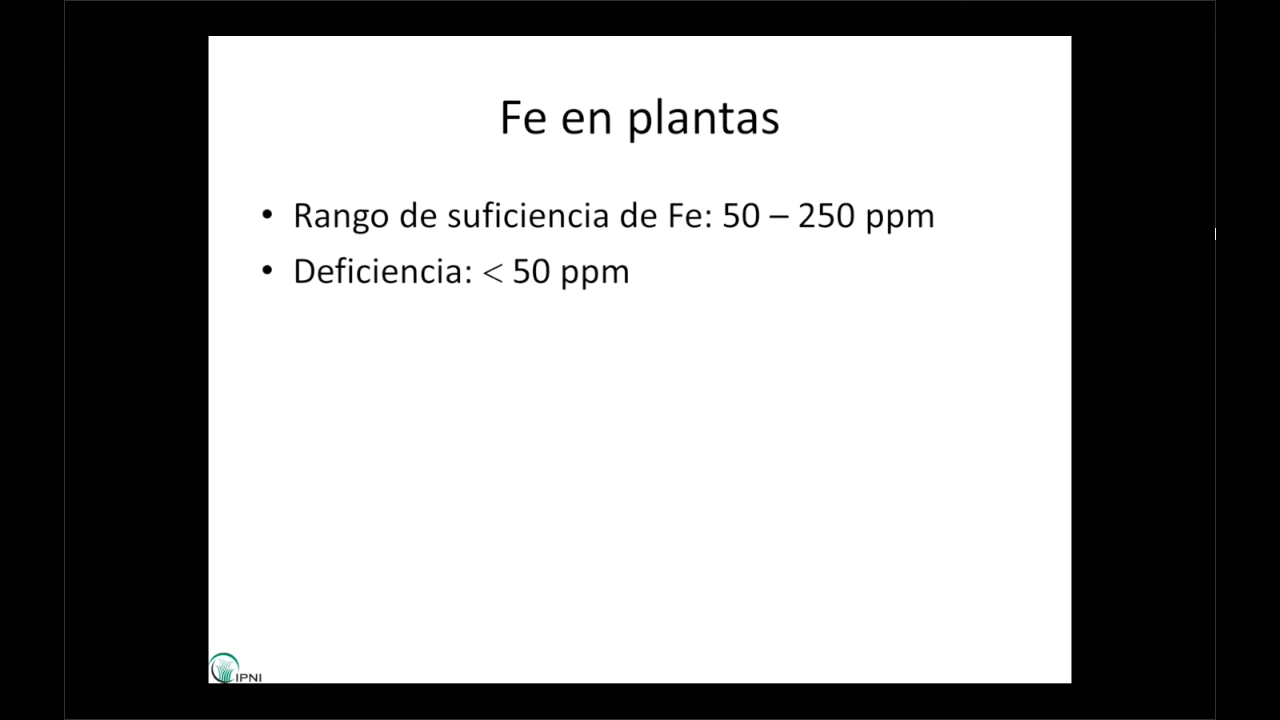 Fe en plantas
• Rango de suficiencia de Fe: 50 – 250 ppm
• Deficiencia: < 50 ppm
IPNI